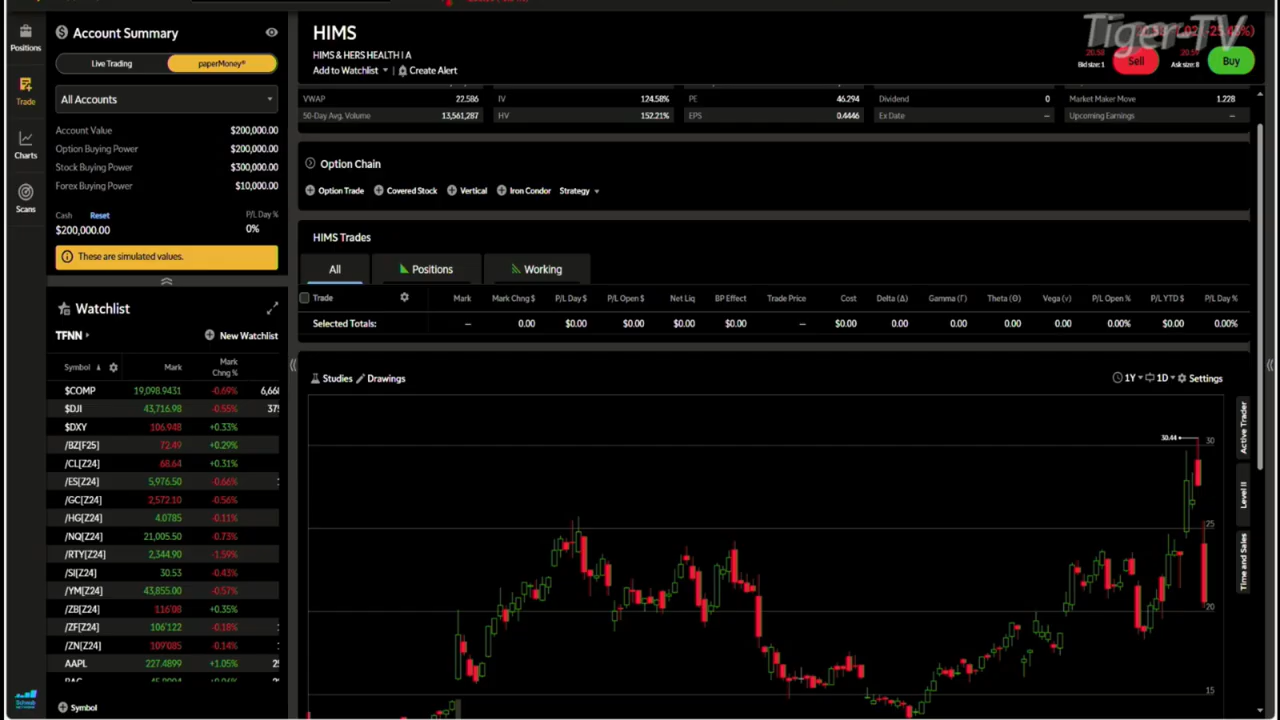 Tiger-TV
Positions
Trade
Charts
Scans
Account Summary
Live Trading paperMoney®
All Accounts
Account Value $200,000.00
Option Buying Power $200,000.00
Stock Buying Power $300,000.00
Forex Buying Power $10,000.00
Cash Reset P/L Day %
$200,000.00 0%
These are simulated values.
Watchlist
TFNN New Watchlist
Symbol Mark Mark Chng %
$COMP 19,098.9431 -0.69%
$DJI 43,716.98 -0.55%
$DXY 106.948 +0.33%
/BZ[F25] 72.49 +0.29%
/CL[Z24] 68.64 +0.31%
/ES[Z24] 5,976.50 -0.66%
/GC[Z24] 2,572.10 -0.56%
/HG[Z24] 4.0785 -0.11%
/NQ[Z24] 21,005.50 -0.73%
/RTY[Z24] 2,344.90 -1.59%
/SI[Z24] 30.53 -0.43%
/YM[Z24] 43,855.00 -0.57%
/ZB[Z24] 116'08 +0.35%
/ZF[Z24] 106'122 -0.18%
/ZN[Z24] 109'085 -0.14%
AAPL 227.4899 +1.05%
Symbol
Schwab
HIMS
HIMS & HERS HEALTH I A
Add to Watchlist | Create Alert
20.58 Sell 20.59 Buy
Bid size: 1 Ask size: 8
VWAP 22.586 IV 124.58% PE 46.294 Dividend 0 Market Maker Move 1.228
50-Day Avg. Volume 13,561,287 HV 152.21% EPS 0.4446 Ex Date -- Upcoming Earnings --
Option Chain
Option Trade Covered Stock Vertical Iron Condor Strategy
HIMS Trades
All Positions Working
Trade Mark Mark Chng $ P/L Day $ P/L Open $ Net Liq BP Effect Trade Price Cost Delta (Δ) Gamma (Γ) Theta (Θ) Vega (ν) P/L Open % P/L YTD $ P/L Day %
Selected Totals: -- 0.00 $0.00 $0.00 $0.00 $0.00 -- $0.00 0.00 0.00 0.00 0.00 0.00% $0.00 0.00%
Studies Drawings 1Y 1D Settings
30.44
30
25
20
15
Active Trader
Level II
Time and Sales